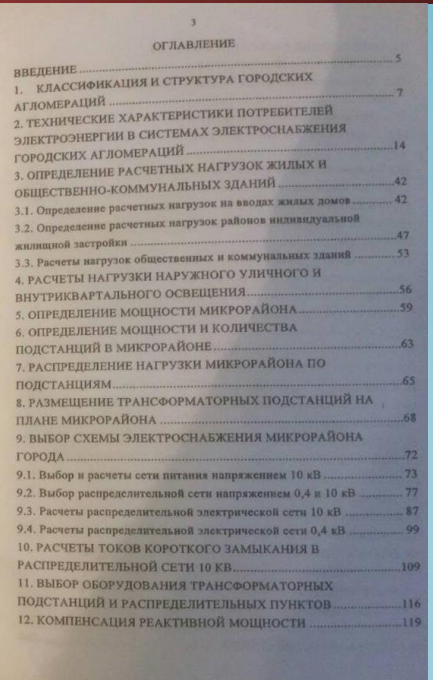 3
ОГЛАВЛЕНИЕ
ВВЕДЕНИЕ ........ 5
1. КЛАССИФИКАЦИЯ И СТРУКТУРА ГОРОДСКИХ
АГЛОМЕРАЦИЙ ........ 7
2. ТЕХНИЧЕСКИЕ ХАРАКТЕРИСТИКИ ПОТРЕБИТЕЛЕЙ
ЭЛЕКТРОЭНЕРГИИ В СИСТЕМАХ ЭЛЕКТРОСНАБЖЕНИЯ
ГОРОДСКИХ АГЛОМЕРАЦИЙ ........ 14
3. ОПРЕДЕЛЕНИЕ РАСЧЕТНЫХ НАГРУЗОК ЖИЛЫХ И
ОБЩЕСТВЕННО-КОММУНАЛЬНЫХ ЗДАНИЙ ........ 42
3.1. Определение расчетных нагрузок на вводах жилых домов ........ 42
3.2. Определение расчетных нагрузок районов индивидуальной
жилищной застройки ........ 47
3.3. Расчеты нагрузок общественных и коммунальных зданий ........ 53
4. РАСЧЕТЫ НАГРУЗКИ НАРУЖНОГО УЛИЧНОГО И
ВНУТРИКВАРТАЛЬНОГО ОСВЕЩЕНИЯ ........ 56
5. ОПРЕДЕЛЕНИЕ МОЩНОСТИ МИКРОРАЙОНА ........ 59
6. ОПРЕДЕЛЕНИЕ МОЩНОСТИ И КОЛИЧЕСТВА
ПОДСТАНЦИЙ В МИКРОРАЙОНЕ ........ 63
7. РАСПРЕДЕЛЕНИЕ НАГРУЗКИ МИКРОРАЙОНА ПО
ПОДСТАНЦИЯМ ........ 65
8. РАЗМЕЩЕНИЕ ТРАНСФОРМАТОРНЫХ ПОДСТАНЦИЙ НА
ПЛАНЕ МИКРОРАЙОНА ........ 68
9. ВЫБОР СХЕМЫ ЭЛЕКТРОСНАБЖЕНИЯ МИКРОРАЙОНА
ГОРОДА ........ 72
9.1. Выбор и расчеты сети питания напряжением 10 кВ ........ 73
9.2. Выбор распределительной сети напряжением 0,4 и 10 кВ ........ 77
9.3. Расчеты распределительной электрической сети 10 кВ ........ 87
9.4. Расчеты распределительной электрической сети 0,4 кВ ........ 99
10. РАСЧЕТЫ ТОКОВ КОРОТКОГО ЗАМЫКАНИЯ В
РАСПРЕДЕЛИТЕЛЬНОЙ СЕТИ 10 КВ ........ 109
11. ВЫБОР ОБОРУДОВАНИЯ ТРАНСФОРМАТОРНЫХ
ПОДСТАНЦИЙ И РАСПРЕДЕЛИТЕЛЬНЫХ ПУНКТОВ ........ 116
12. КОМПЕНСАЦИЯ РЕАКТИВНОЙ МОЩНОСТИ ........ 119